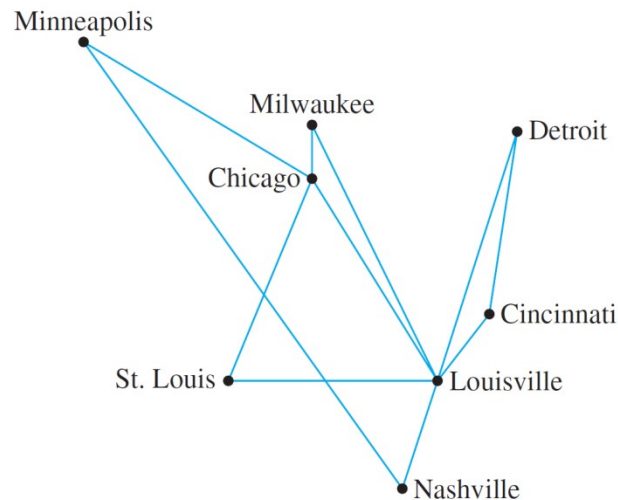 Minneapolis
Milwaukee
Detroit
Chicago
Cincinnati
St. Louis
Louisville
Nashville